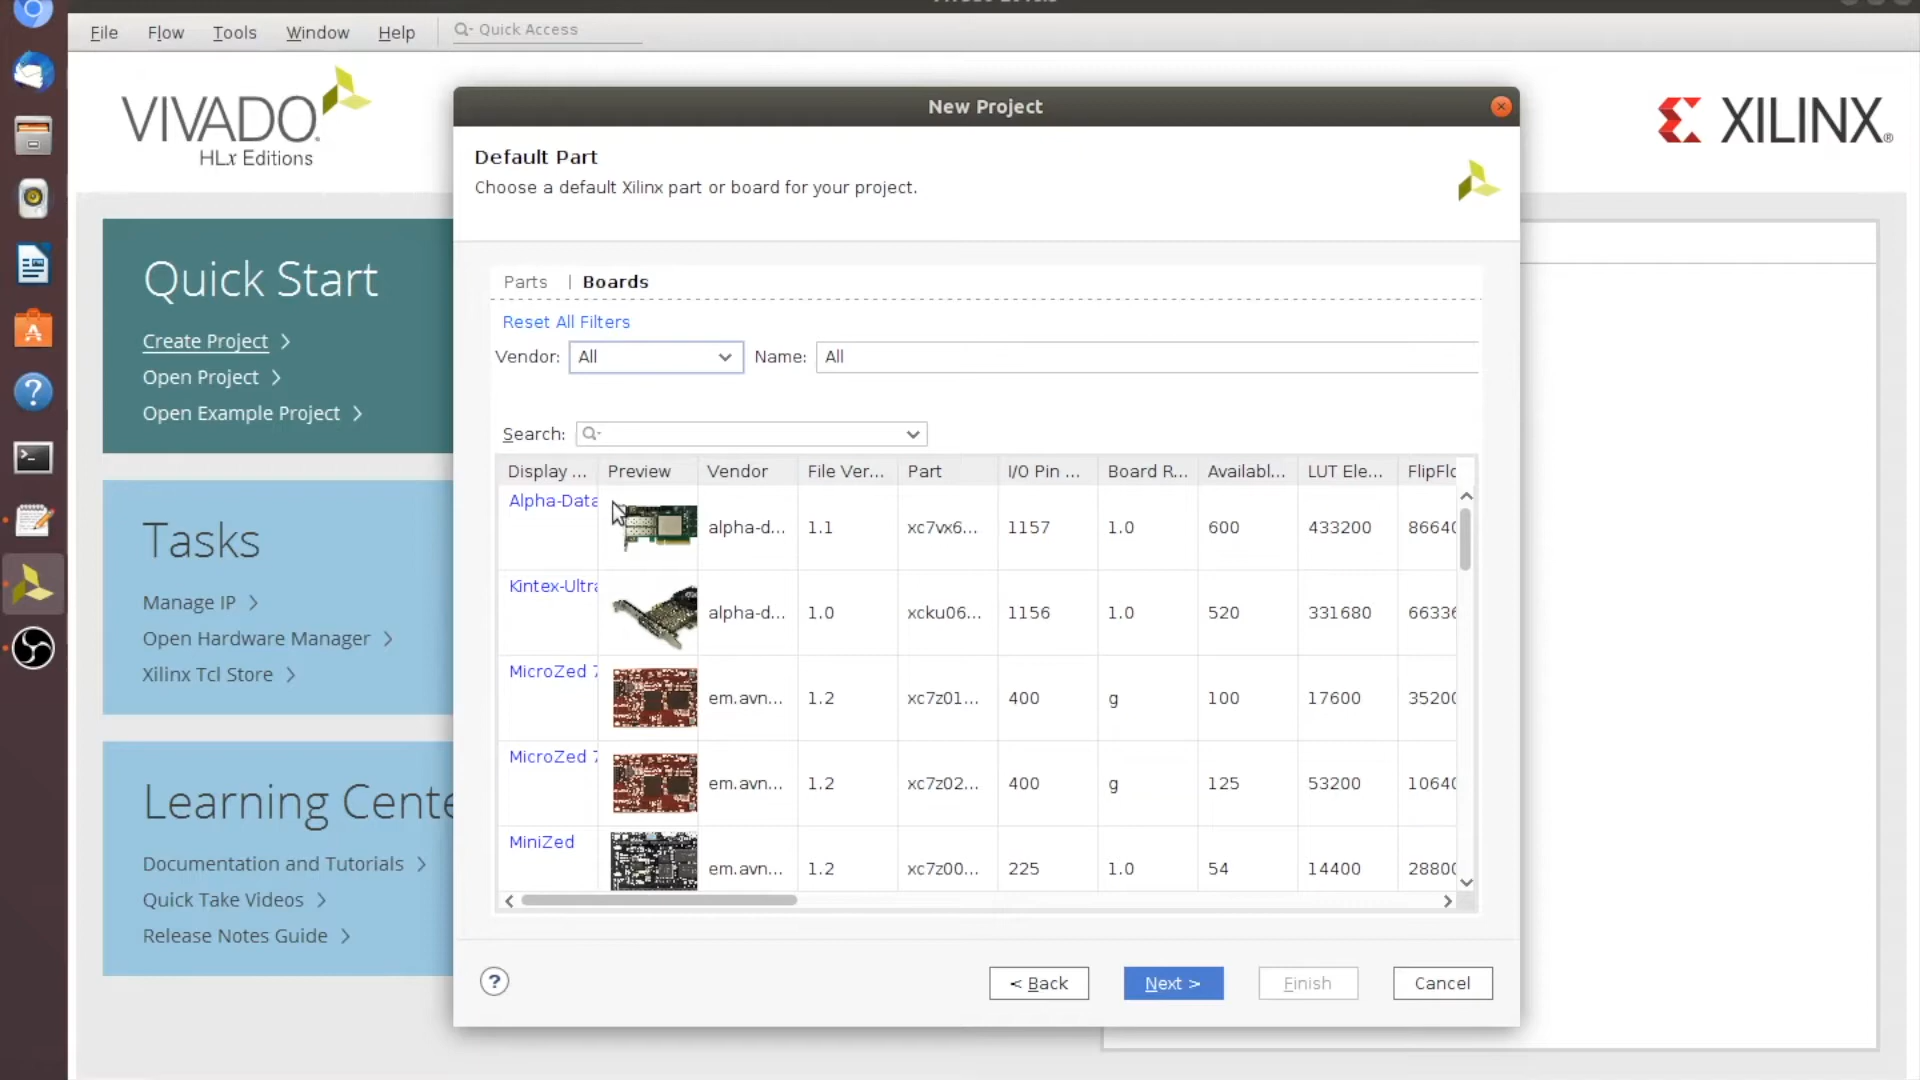 File Flow Tools Window Help Quick Access
VIVADO
HLx Editions
XILINX
Quick Start
Create Project
Open Project
Open Example Project
Tasks
Manage IP
Open Hardware Manager
Xilinx Tcl Store
Learning Cente
Documentation and Tutorials
Quick Take Videos
Release Notes Guide
New Project
Default Part
Choose a default Xilinx part or board for your project.
Parts | Boards
Reset All Filters
Vendor: All Name: All
Search:
Display ... Preview Vendor File Ver... Part I/O Pin ... Board R... Availabl... LUT Ele... FlipFlo
Alpha-Data alpha-d... 1.1 xc7vx6... 1157 1.0 600 433200 86640
Kintex-Ultra alpha-d... 1.0 xcku06... 1156 1.0 520 331680 66336
MicroZed 7 em.avn... 1.2 xc7z01... 400 g 100 17600 35200
MicroZed 7 em.avn... 1.2 xc7z02... 400 g 125 53200 10640
MiniZed em.avn... 1.2 xc7z00... 225 1.0 54 14400 28800
? < Back Next > Finish Cancel